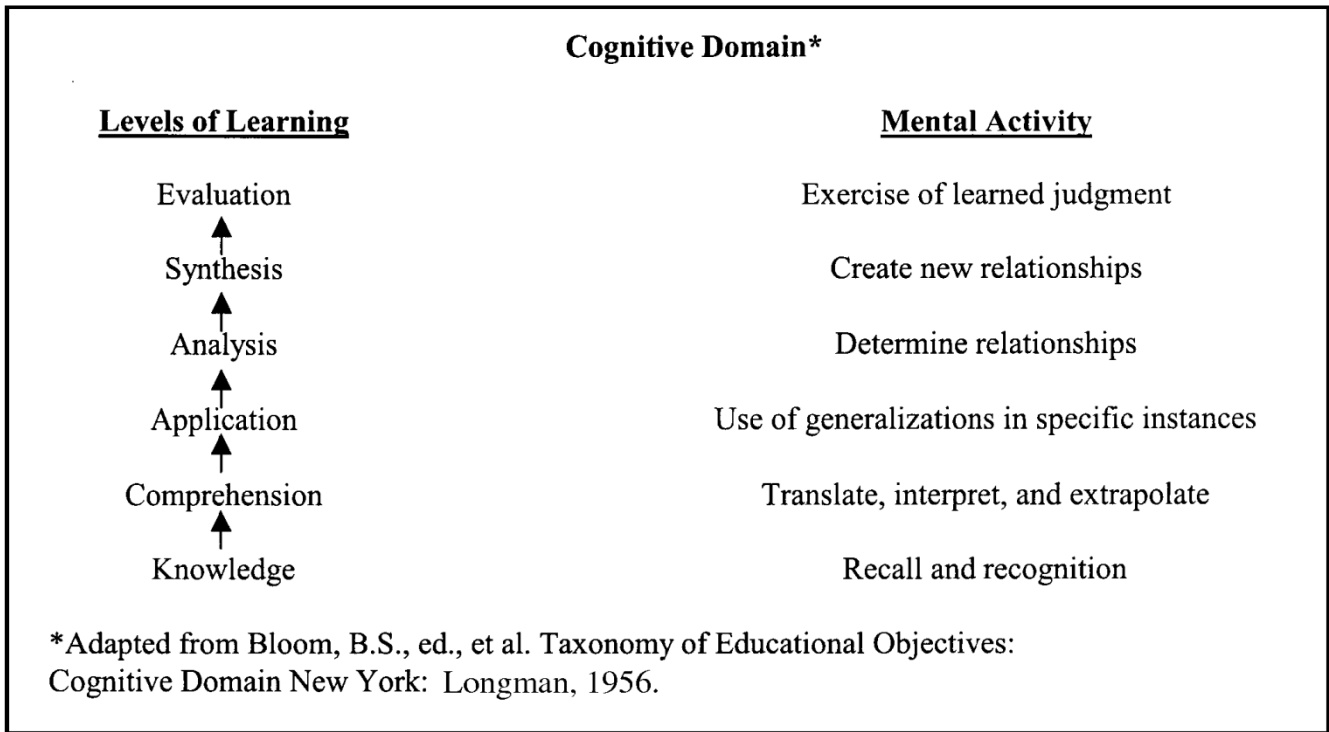 Cognitive Domain*
Levels of Learning Mental Activity
Evaluation Exercise of learned judgment
Synthesis Create new relationships
Analysis Determine relationships
Application Use of generalizations in specific instances
Comprehension Translate, interpret, and extrapolate
Knowledge Recall and recognition
*Adapted from Bloom, B.S., ed., et al. Taxonomy of Educational Objectives:
Cognitive Domain New York: Longman, 1956.